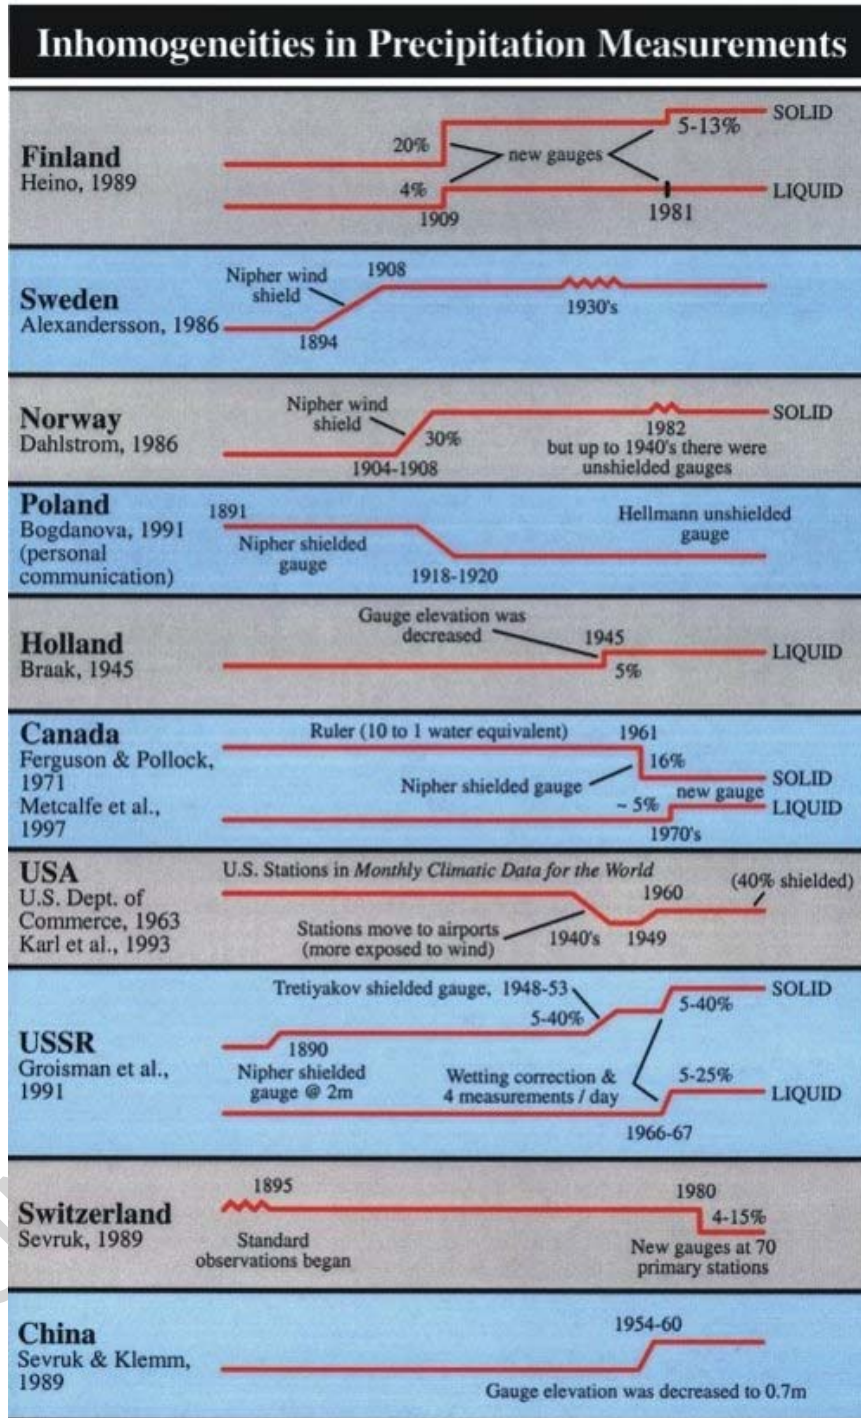 Inhomogeneities in Precipitation Measurements
Finland
Heino, 1989
20%
4%
1909
new gauges
5-13%
1981
SOLID
LIQUID
Sweden
Alexandersson, 1986
Nipher wind
shield
1894
1908
1930's
Norway
Dahlstrom, 1986
Nipher wind
shield
30%
1904-1908
1982
but up to 1940's there were
unshielded gauges
SOLID
Poland
Bogdanova, 1991
(personal
communication)
1891
Nipher shielded
gauge
1918-1920
Hellmann unshielded
gauge
Holland
Braak, 1945
Gauge elevation was
decreased
1945
5%
LIQUID
Canada
Ferguson & Pollock,
1971
Metcalfe et al.,
1997
Ruler (10 to 1 water equivalent)
1961
16%
Nipher shielded gauge
SOLID
new gauge
~ 5%
LIQUID
1970's
USA
U.S. Dept. of
Commerce, 1963
Karl et al., 1993
U.S. Stations in Monthly Climatic Data for the World
Stations move to airports
(more exposed to wind)
1940's
1949
1960
(40% shielded)
USSR
Groisman et al.,
1991
Tretiyakov shielded gauge, 1948-53
5-40%
5-40%
SOLID
1890
Nipher shielded
gauge @ 2m
Wetting correction &
4 measurements / day
5-25%
LIQUID
1966-67
Switzerland
Sevruk, 1989
1895
Standard
observations began
1980
4-15%
New gauges at 70
primary stations
China
Sevruk & Klemm,
1989
1954-60
Gauge elevation was decreased to 0.7m